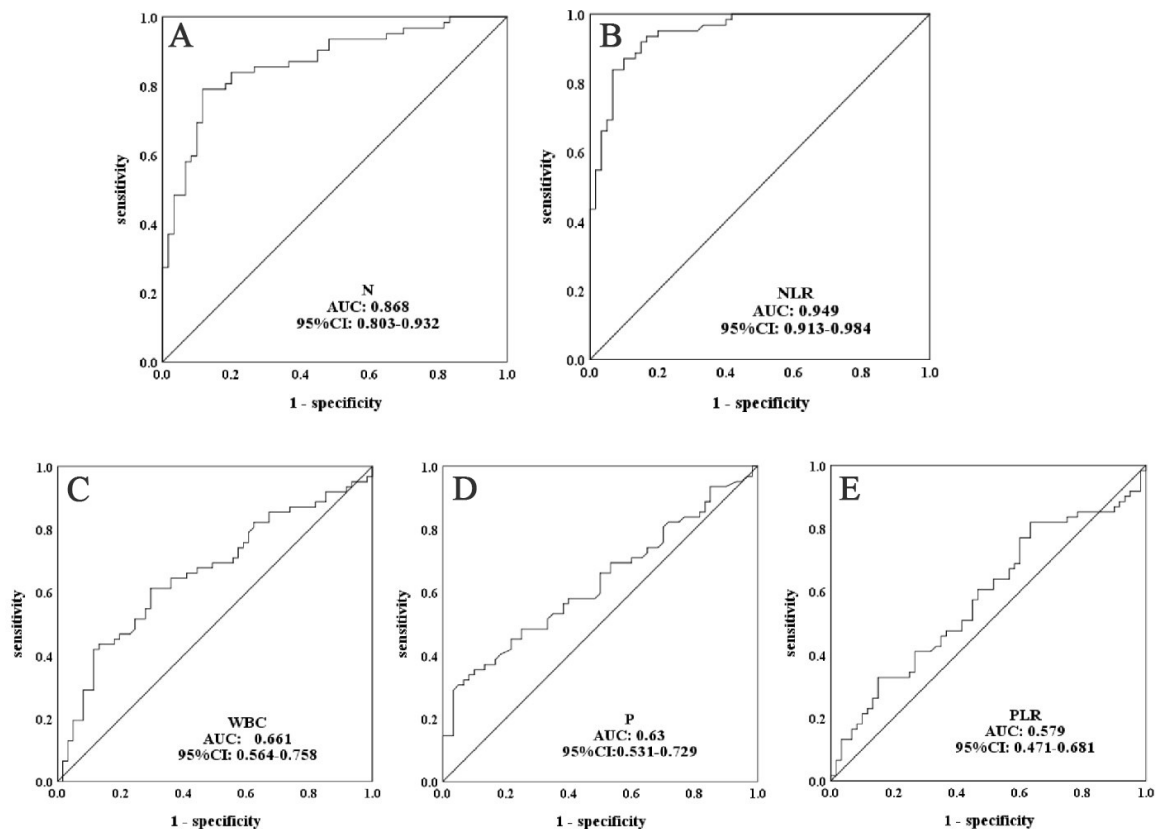 A
1.0
0.8
0.6
0.4
0.2
0.0
sensitivity
N
AUC: 0.868
95%CI: 0.803-0.932
0.0 0.2 0.4 0.6 0.8 1.0
1 - specificity
B
1.0
0.8
0.6
0.4
0.2
0.0
sensitivity
NLR
AUC: 0.949
95%CI: 0.913-0.984
0.0 0.2 0.4 0.6 0.8 1.0
1 - specificity
C
1.0
0.8
0.6
0.4
0.2
0.0
sensitivity
WBC
AUC: 0.661
95%CI: 0.564-0.758
0.0 0.2 0.4 0.6 0.8 1.0
1 - specificity
D
1.0
0.8
0.6
0.4
0.2
0.0
sensitivity
P
AUC: 0.63
95%CI:0.531-0.729
0.0 0.2 0.4 0.6 0.8 1.0
1 - specificity
E
1.0
0.8
0.6
0.4
0.2
0.0
sensitivity
PLR
AUC: 0.579
95%CI: 0.471-0.681
0.0 0.2 0.4 0.6 0.8 1.0
1 - specificity